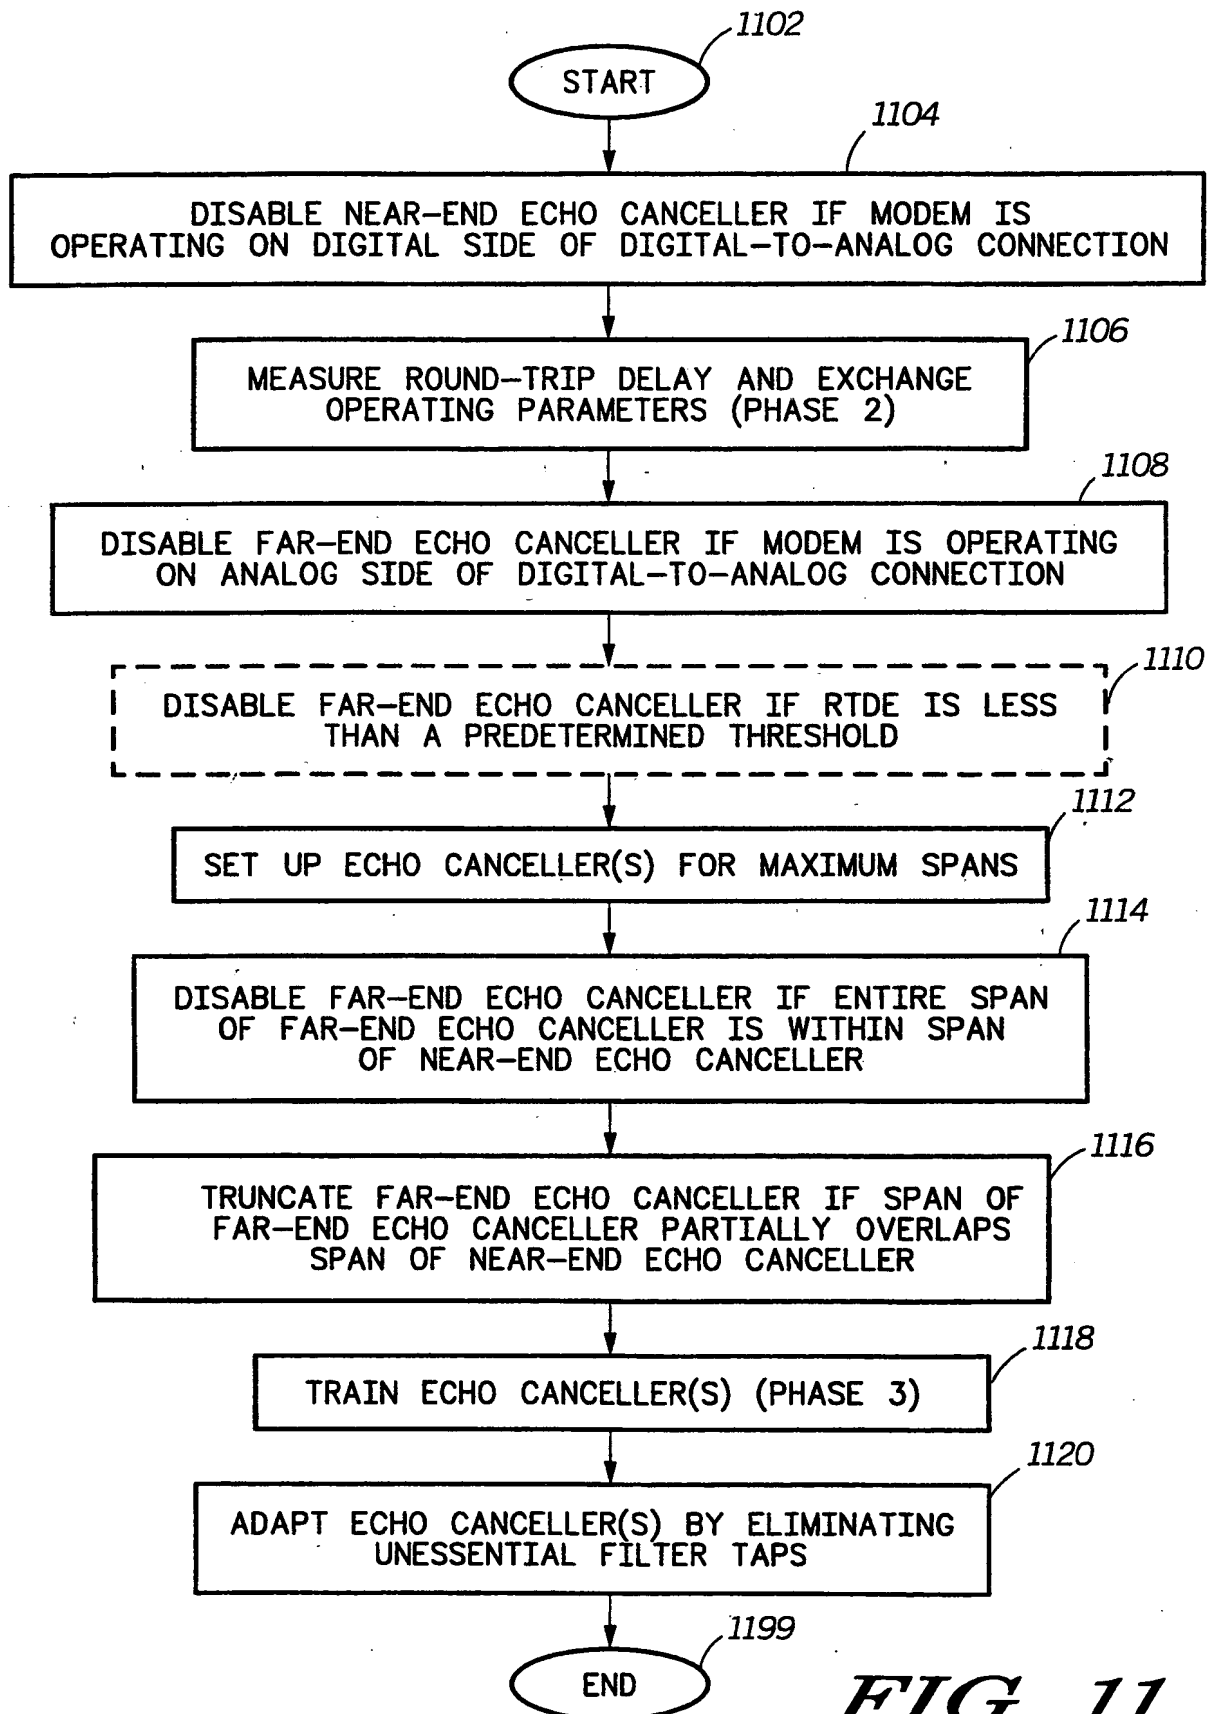 1102
START
1104
DISABLE NEAR-END ECHO CANCELLER IF MODEM IS
OPERATING ON DIGITAL SIDE OF DIGITAL-TO-ANALOG CONNECTION
1106
MEASURE ROUND-TRIP DELAY AND EXCHANGE
OPERATING PARAMETERS (PHASE 2)
1108
DISABLE FAR-END ECHO CANCELLER IF MODEM IS OPERATING
ON ANALOG SIDE OF DIGITAL-TO-ANALOG CONNECTION
1110
DISABLE FAR-END ECHO CANCELLER IF RTDE IS LESS
THAN A PREDETERMINED THRESHOLD
1112
SET UP ECHO CANCELLER(S) FOR MAXIMUM SPANS
1114
DISABLE FAR-END ECHO CANCELLER IF ENTIRE SPAN
OF FAR-END ECHO CANCELLER IS WITHIN SPAN
OF NEAR-END ECHO CANCELLER
1116
TRUNCATE FAR-END ECHO CANCELLER IF SPAN OF
FAR-END ECHO CANCELLER PARTIALLY OVERLAPS
SPAN OF NEAR-END ECHO CANCELLER
1118
TRAIN ECHO CANCELLER(S) (PHASE 3)
1120
ADAPT ECHO CANCELLER(S) BY ELIMINATING
UNESSENTIAL FILTER TAPS
1199
END
FIG. 11